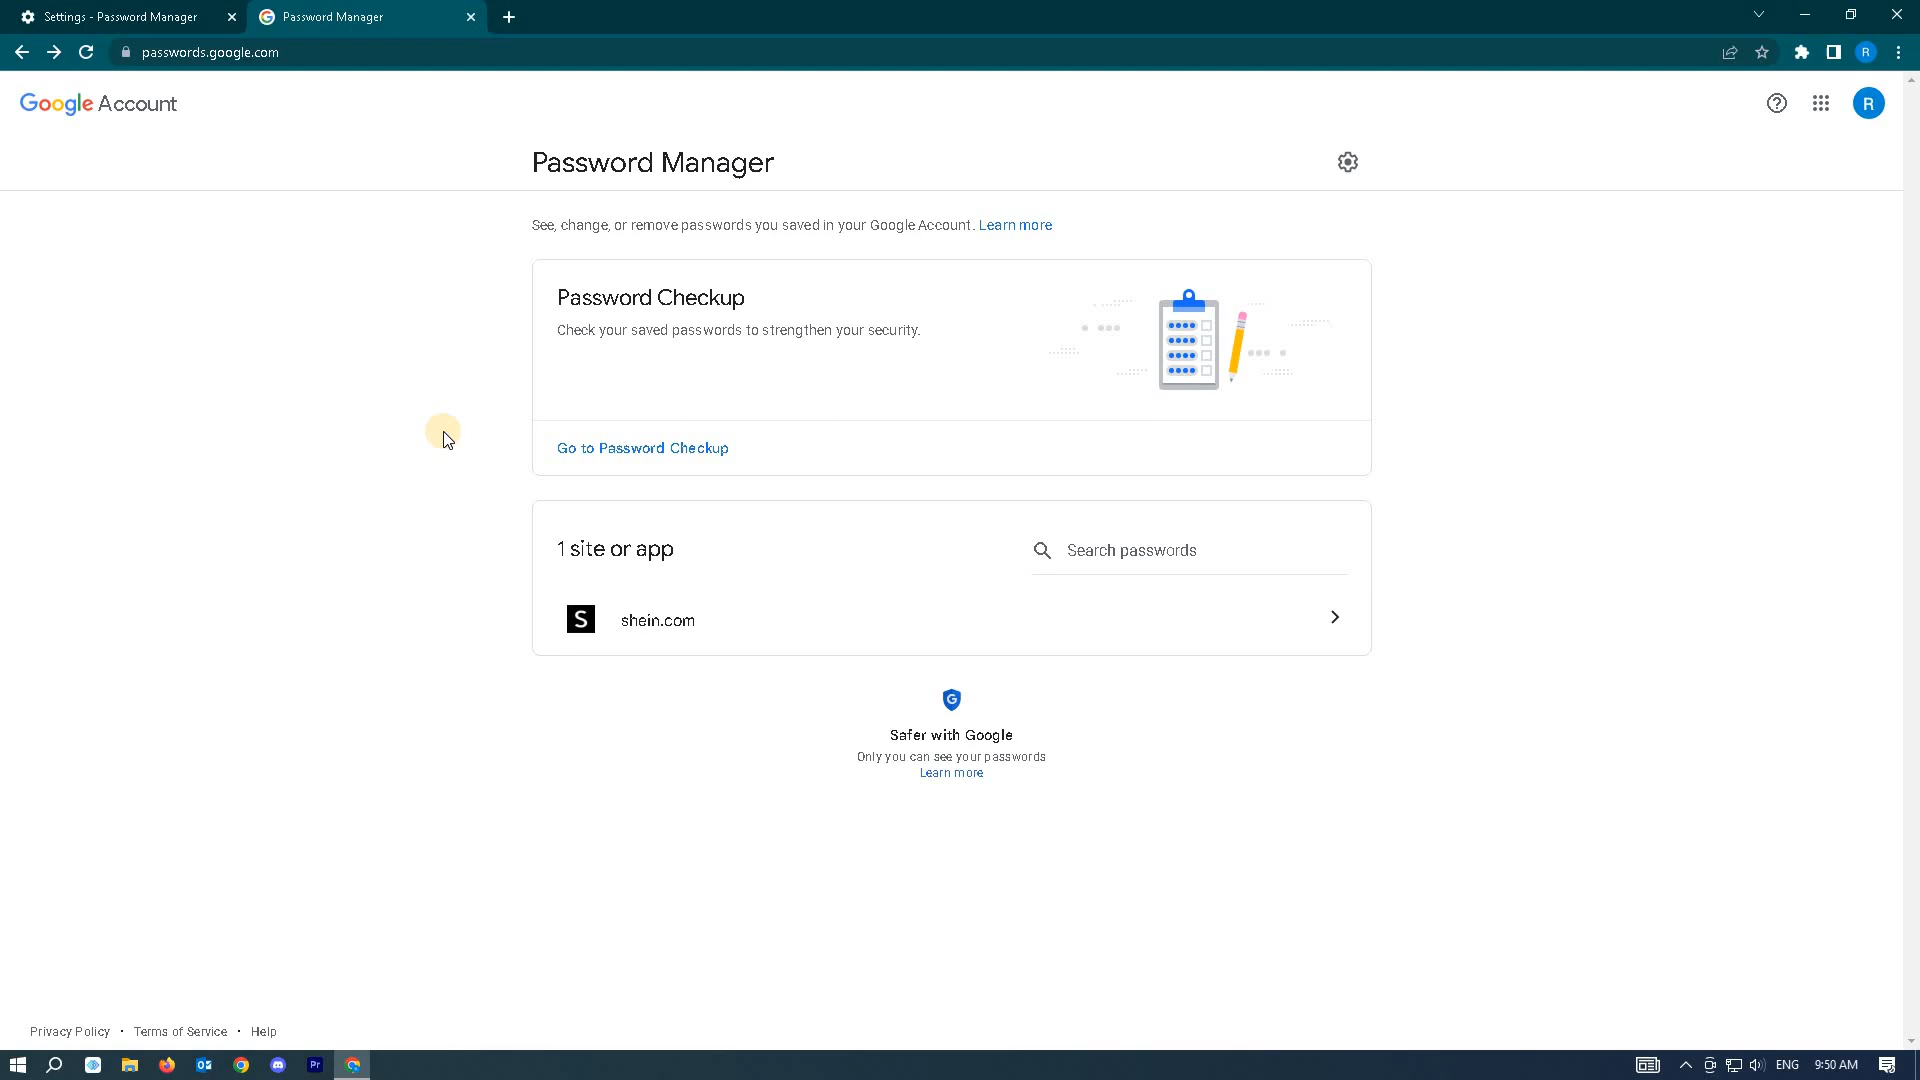 Settings - Password Manager
Password Manager
passwords.google.com
R
Google Account
R
Password Manager
See, change, or remove passwords you saved in your Google Account. Learn more
Password Checkup
Check your saved passwords to strengthen your security.
Go to Password Checkup
1 site or app
Search passwords
S
shein.com
G
Safer with Google
Only you can see your passwords
Learn more
Privacy Policy • Terms of Service • Help
Pr
ENG
9:50 AM